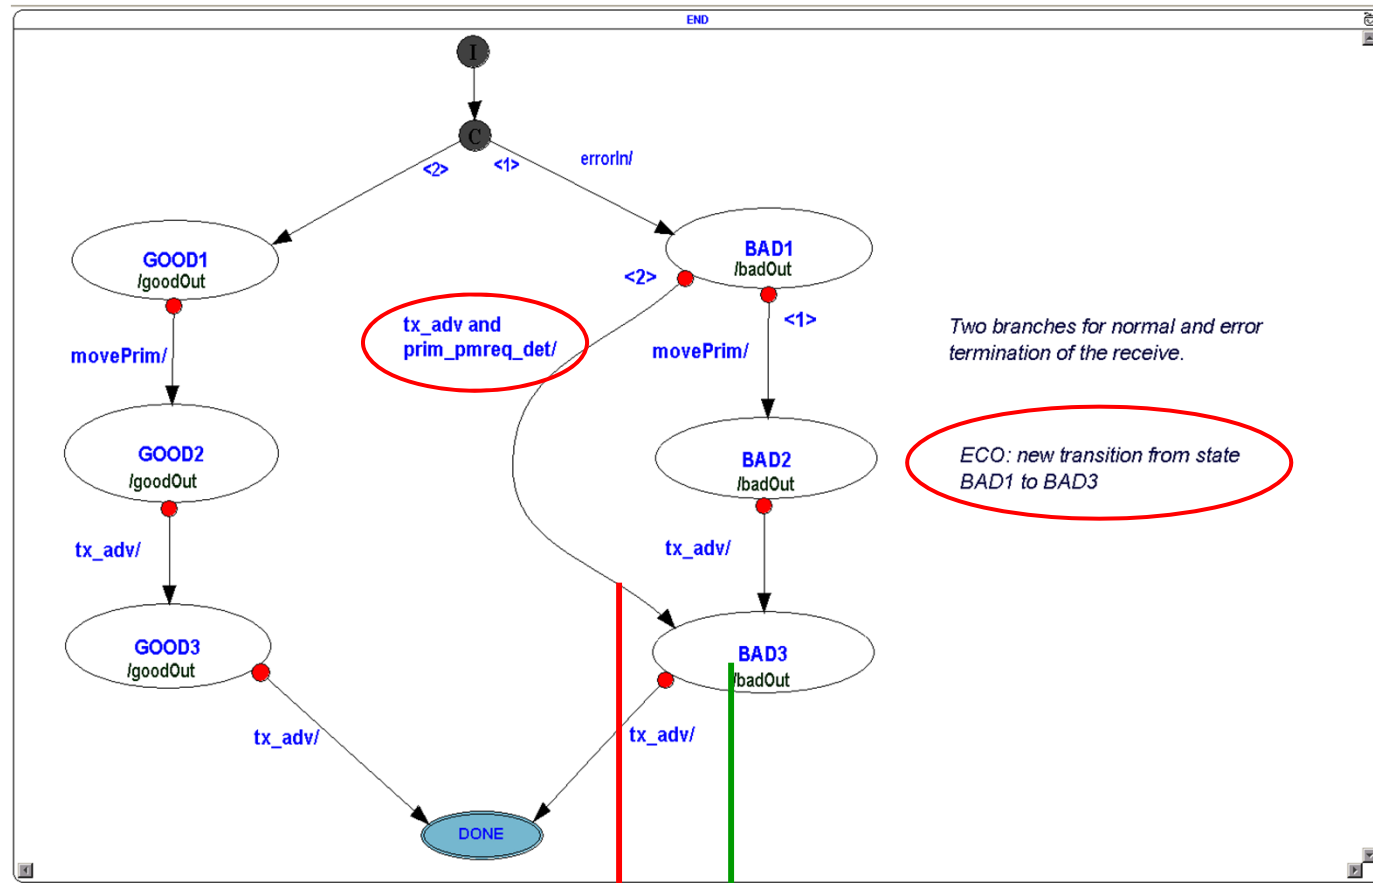 END
I
C
<2>
<1>
errorIn/
GOOD1
/goodOut
BAD1
/badOut
<2>
<1>
tx_adv and
prim_pmreq_det/
movePrim/
movePrim/
Two branches for normal and error
termination of the receive.
GOOD2
/goodOut
BAD2
/badOut
ECO: new transition from state
BAD1 to BAD3
tx_adv/
tx_adv/
GOOD3
/goodOut
BAD3
/badOut
tx_adv/
tx_adv/
DONE